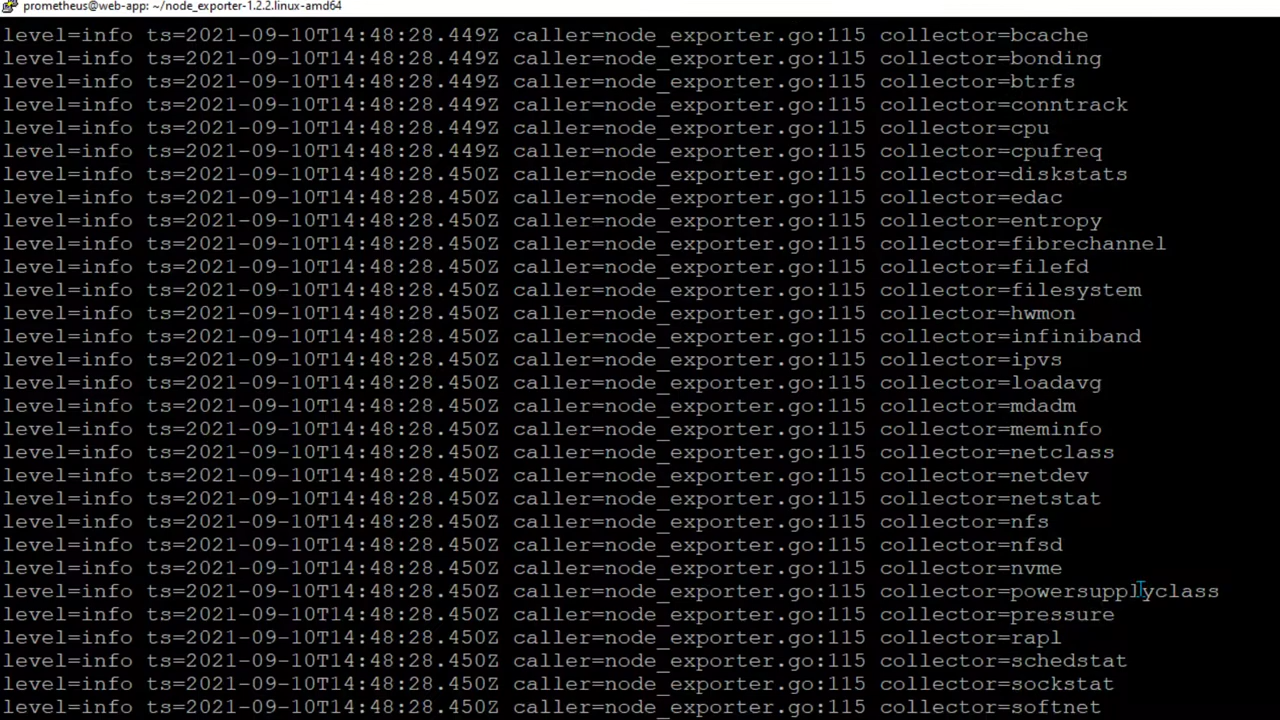 prometheus@web-app: ~/node_exporter-1.2.2.linux-amd64
level=info ts=2021-09-10T14:48:28.449Z caller=node_exporter.go:115 collector=bcache
level=info ts=2021-09-10T14:48:28.449Z caller=node_exporter.go:115 collector=bonding
level=info ts=2021-09-10T14:48:28.449Z caller=node_exporter.go:115 collector=btrfs
level=info ts=2021-09-10T14:48:28.449Z caller=node_exporter.go:115 collector=conntrack
level=info ts=2021-09-10T14:48:28.449Z caller=node_exporter.go:115 collector=cpu
level=info ts=2021-09-10T14:48:28.449Z caller=node_exporter.go:115 collector=cpufreq
level=info ts=2021-09-10T14:48:28.450Z caller=node_exporter.go:115 collector=diskstats
level=info ts=2021-09-10T14:48:28.450Z caller=node_exporter.go:115 collector=edac
level=info ts=2021-09-10T14:48:28.450Z caller=node_exporter.go:115 collector=entropy
level=info ts=2021-09-10T14:48:28.450Z caller=node_exporter.go:115 collector=fibrechannel
level=info ts=2021-09-10T14:48:28.450Z caller=node_exporter.go:115 collector=filefd
level=info ts=2021-09-10T14:48:28.450Z caller=node_exporter.go:115 collector=filesystem
level=info ts=2021-09-10T14:48:28.450Z caller=node_exporter.go:115 collector=hwmon
level=info ts=2021-09-10T14:48:28.450Z caller=node_exporter.go:115 collector=infiniband
level=info ts=2021-09-10T14:48:28.450Z caller=node_exporter.go:115 collector=ipvs
level=info ts=2021-09-10T14:48:28.450Z caller=node_exporter.go:115 collector=loadavg
level=info ts=2021-09-10T14:48:28.450Z caller=node_exporter.go:115 collector=mdadm
level=info ts=2021-09-10T14:48:28.450Z caller=node_exporter.go:115 collector=meminfo
level=info ts=2021-09-10T14:48:28.450Z caller=node_exporter.go:115 collector=netclass
level=info ts=2021-09-10T14:48:28.450Z caller=node_exporter.go:115 collector=netdev
level=info ts=2021-09-10T14:48:28.450Z caller=node_exporter.go:115 collector=netstat
level=info ts=2021-09-10T14:48:28.450Z caller=node_exporter.go:115 collector=nfs
level=info ts=2021-09-10T14:48:28.450Z caller=node_exporter.go:115 collector=nfsd
level=info ts=2021-09-10T14:48:28.450Z caller=node_exporter.go:115 collector=nvme
level=info ts=2021-09-10T14:48:28.450Z caller=node_exporter.go:115 collector=powersupplyclass
level=info ts=2021-09-10T14:48:28.450Z caller=node_exporter.go:115 collector=pressure
level=info ts=2021-09-10T14:48:28.450Z caller=node_exporter.go:115 collector=rapl
level=info ts=2021-09-10T14:48:28.450Z caller=node_exporter.go:115 collector=schedstat
level=info ts=2021-09-10T14:48:28.450Z caller=node_exporter.go:115 collector=sockstat
level=info ts=2021-09-10T14:48:28.450Z caller=node_exporter.go:115 collector=softnet